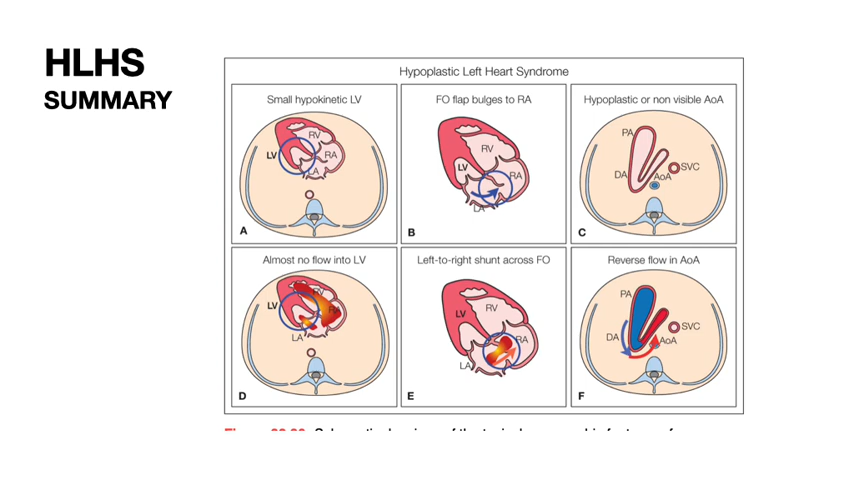 HLHS
SUMMARY
Hypoplastic Left Heart Syndrome
Small hypokinetic LV
FO flap bulges to RA
Hypoplastic or non visible AoA
RV
LV
RA
LA
A
RV
LV
RA
LA
B
PA
SVC
DA
AoA
C
Almost no flow into LV
Left-to-right shunt across FO
Reverse flow in AoA
RV
LV
RA
LA
D
RV
LV
RA
LA
E
PA
SVC
DA
AoA
F